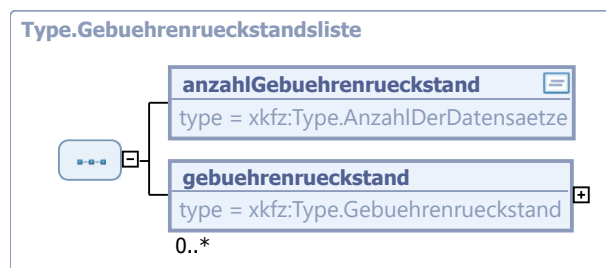 Type.Gebuehrenrueckstandsliste
anzahlGebuehrenrueckstand
type = xkfz:Type.AnzahlDerDatensaetze
gebuehrenrueckstand
type = xkfz:Type.Gebuehrenrueckstand
0..*